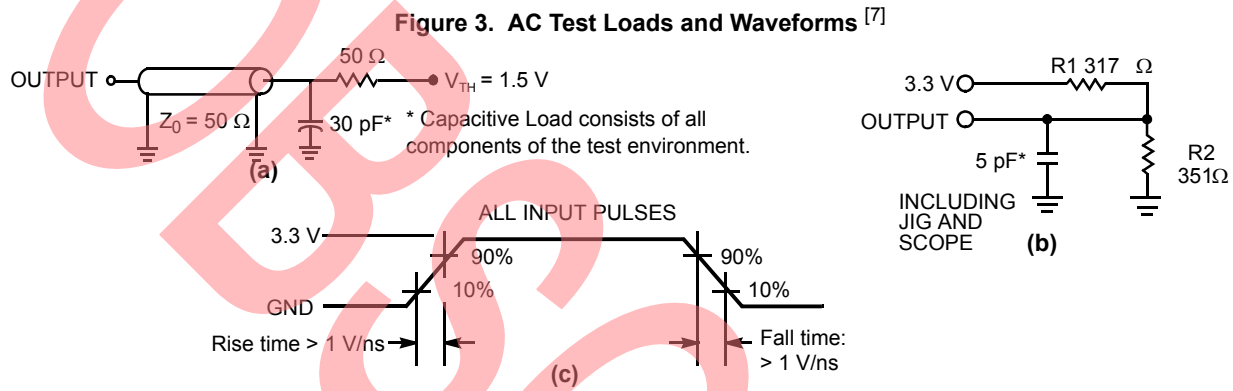 Figure 3. AC Test Loads and Waveforms [7]
OUTPUT
50 Ω
V_TH = 1.5 V
Z_0 = 50 Ω
30 pF*
* Capacitive Load consists of all
components of the test environment.
(a)
3.3 V
R1 317 Ω
OUTPUT
5 pF*
R2
351Ω
INCLUDING
JIG AND
SCOPE
(b)
ALL INPUT PULSES
3.3 V
90%
10%
GND
90%
10%
Rise time > 1 V/ns
Fall time:
> 1 V/ns
(c)